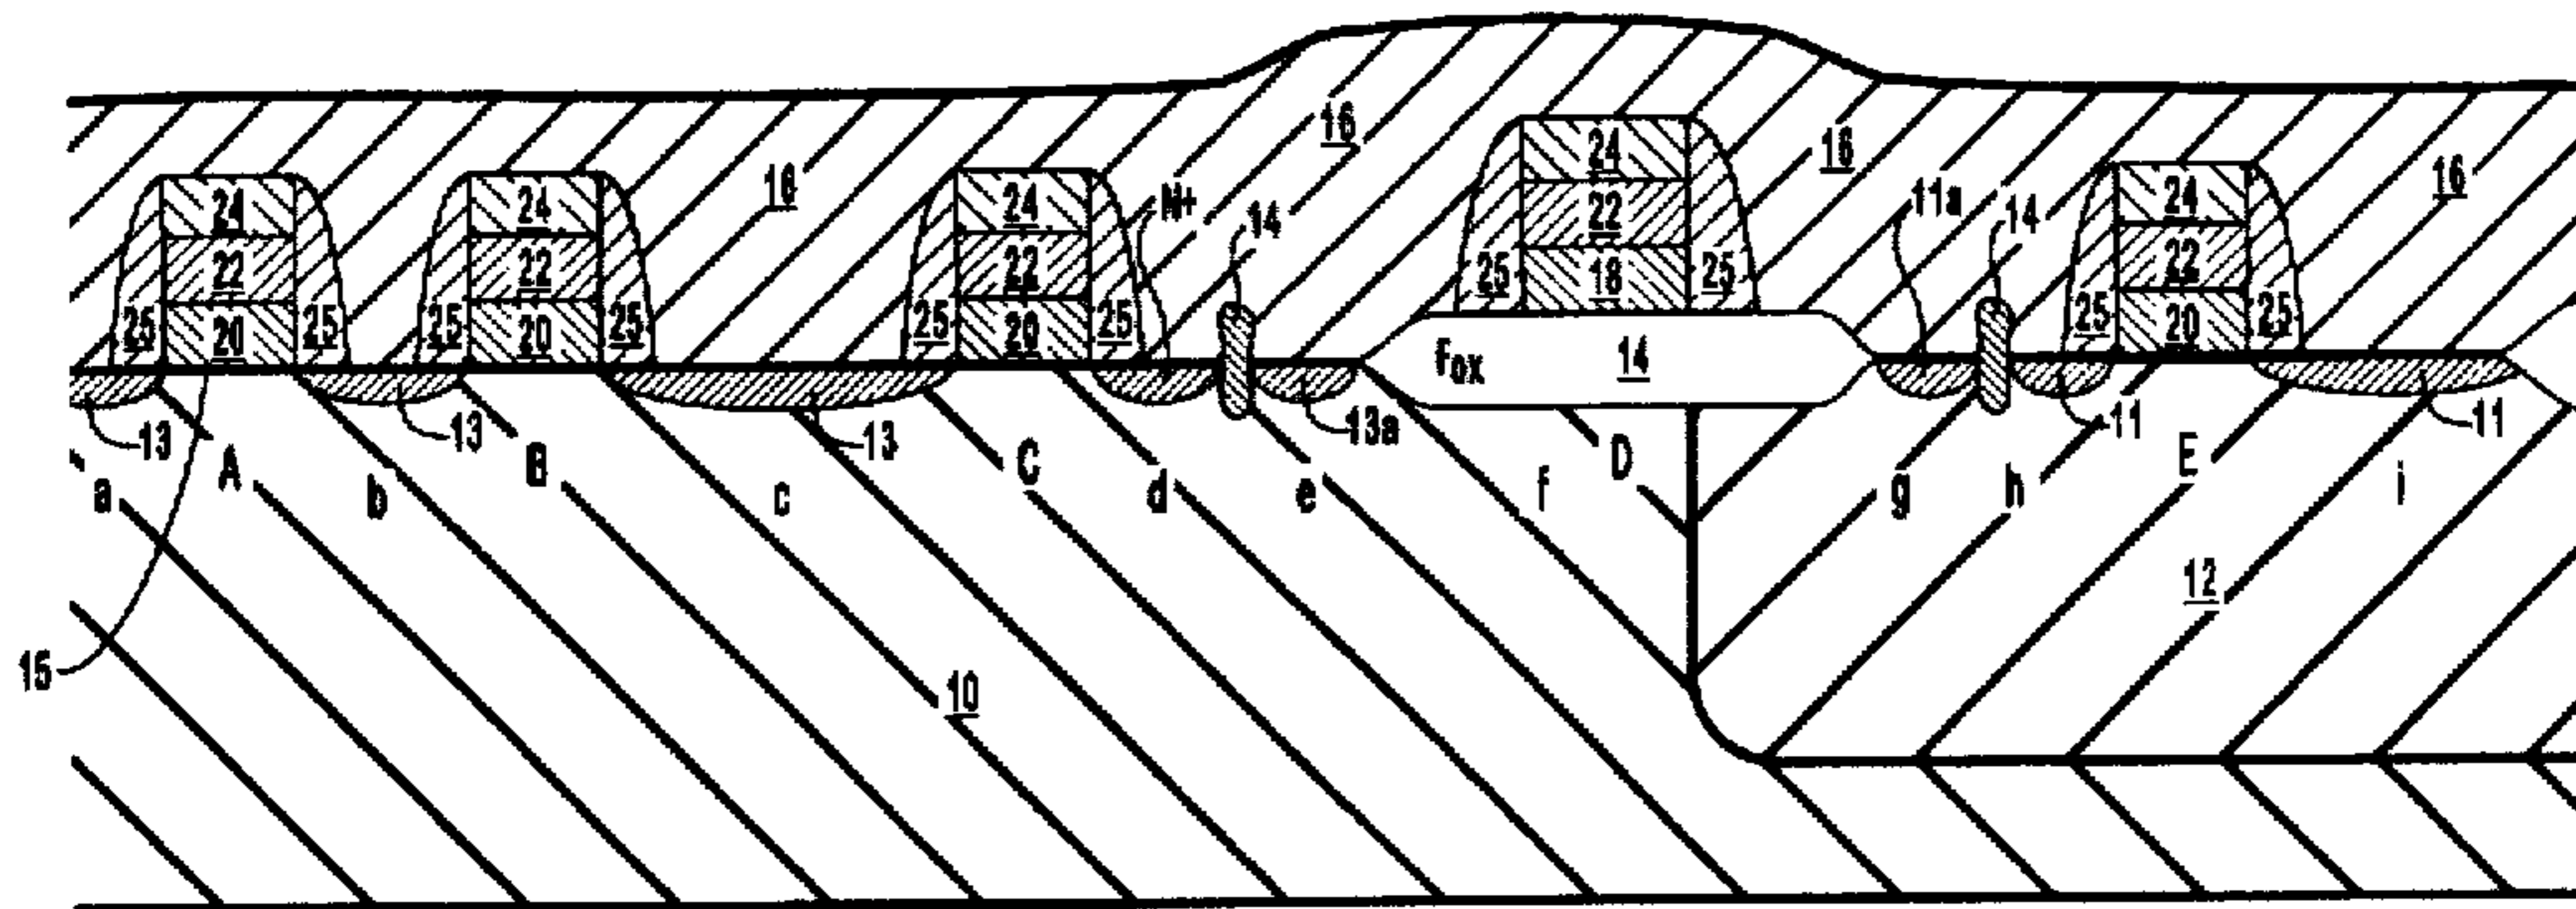 16 16 16 16
24 24 24 24 24
N+ 14 11a 14
22 22 22 22 22
25 20 25 25 20 25 25 20 25 25 18 25 25 20 25
Fox 14
13 13 13 13a 11 11
a A b B c C d e f D g h E i
12
15 10